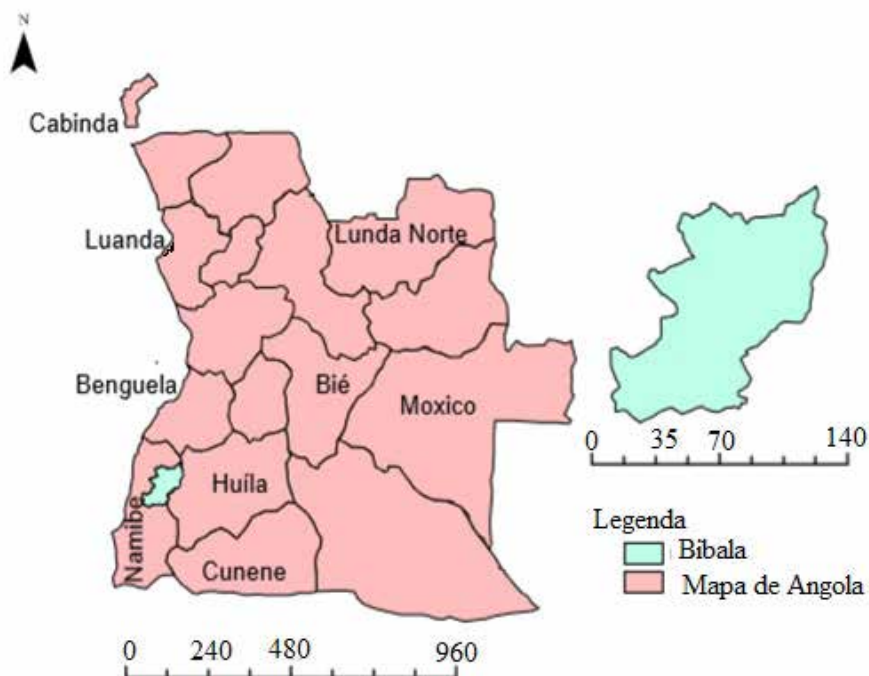 N
Cabinda
Luanda
Lunda Norte
Benguela
Bié
Moxico
0 35 70 140
Huíla
Namibe
Legenda
Bibala
Cunene
Mapa de Angola
0 240 480 960